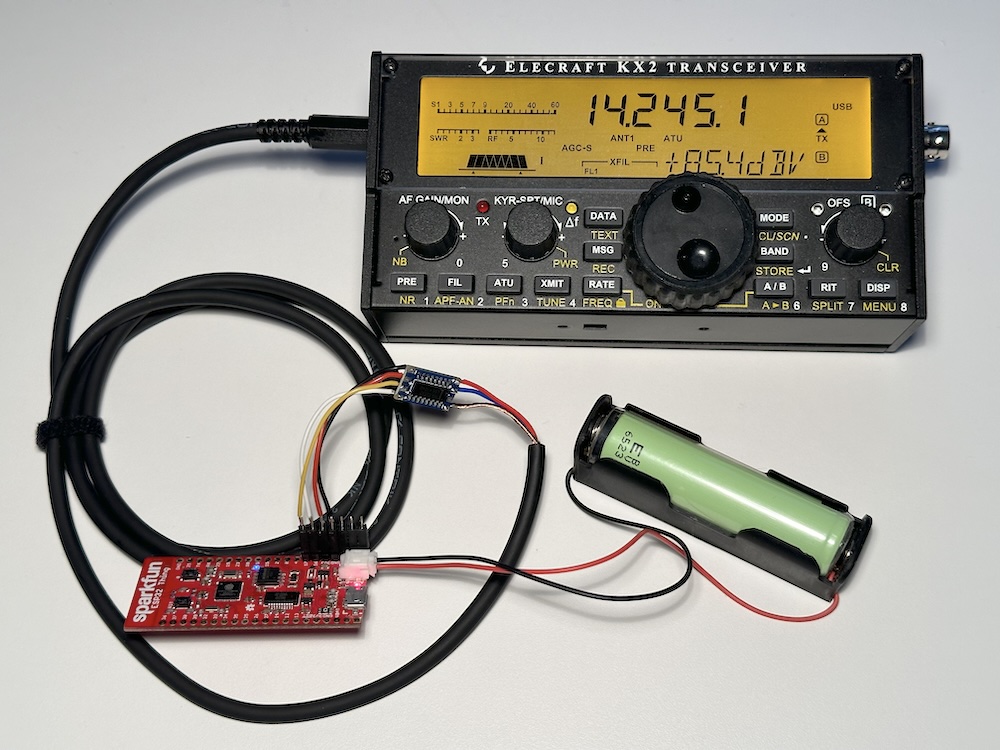 ELECRAFT KX2 TRANSCEIVER
S1 3 5 7 9 20 40 60
14.245.1
USB
SWR 2 3 RF 5 10
ANT1 ATU
A
TX
B
AGC-S PRE
XFIL
FL1
+85.4dBV
AF GAIN/MON
TX
KYR-SPT/MIC
Δf
DATA
TEXT
MSG
REC
MODE
CL/SCN
BAND
STORE
OFS B
NB - + 0
5 + PWR
9 CLR
PRE FIL ATU XMIT RATE
A/B RIT DISP
NR 1 APF-AN 2 PFn 3 TUNE 4 FREQ
ON
A►B 6 SPLIT 7 MENU 8
E 8V
6523
sparkfun
ESP32 Thing